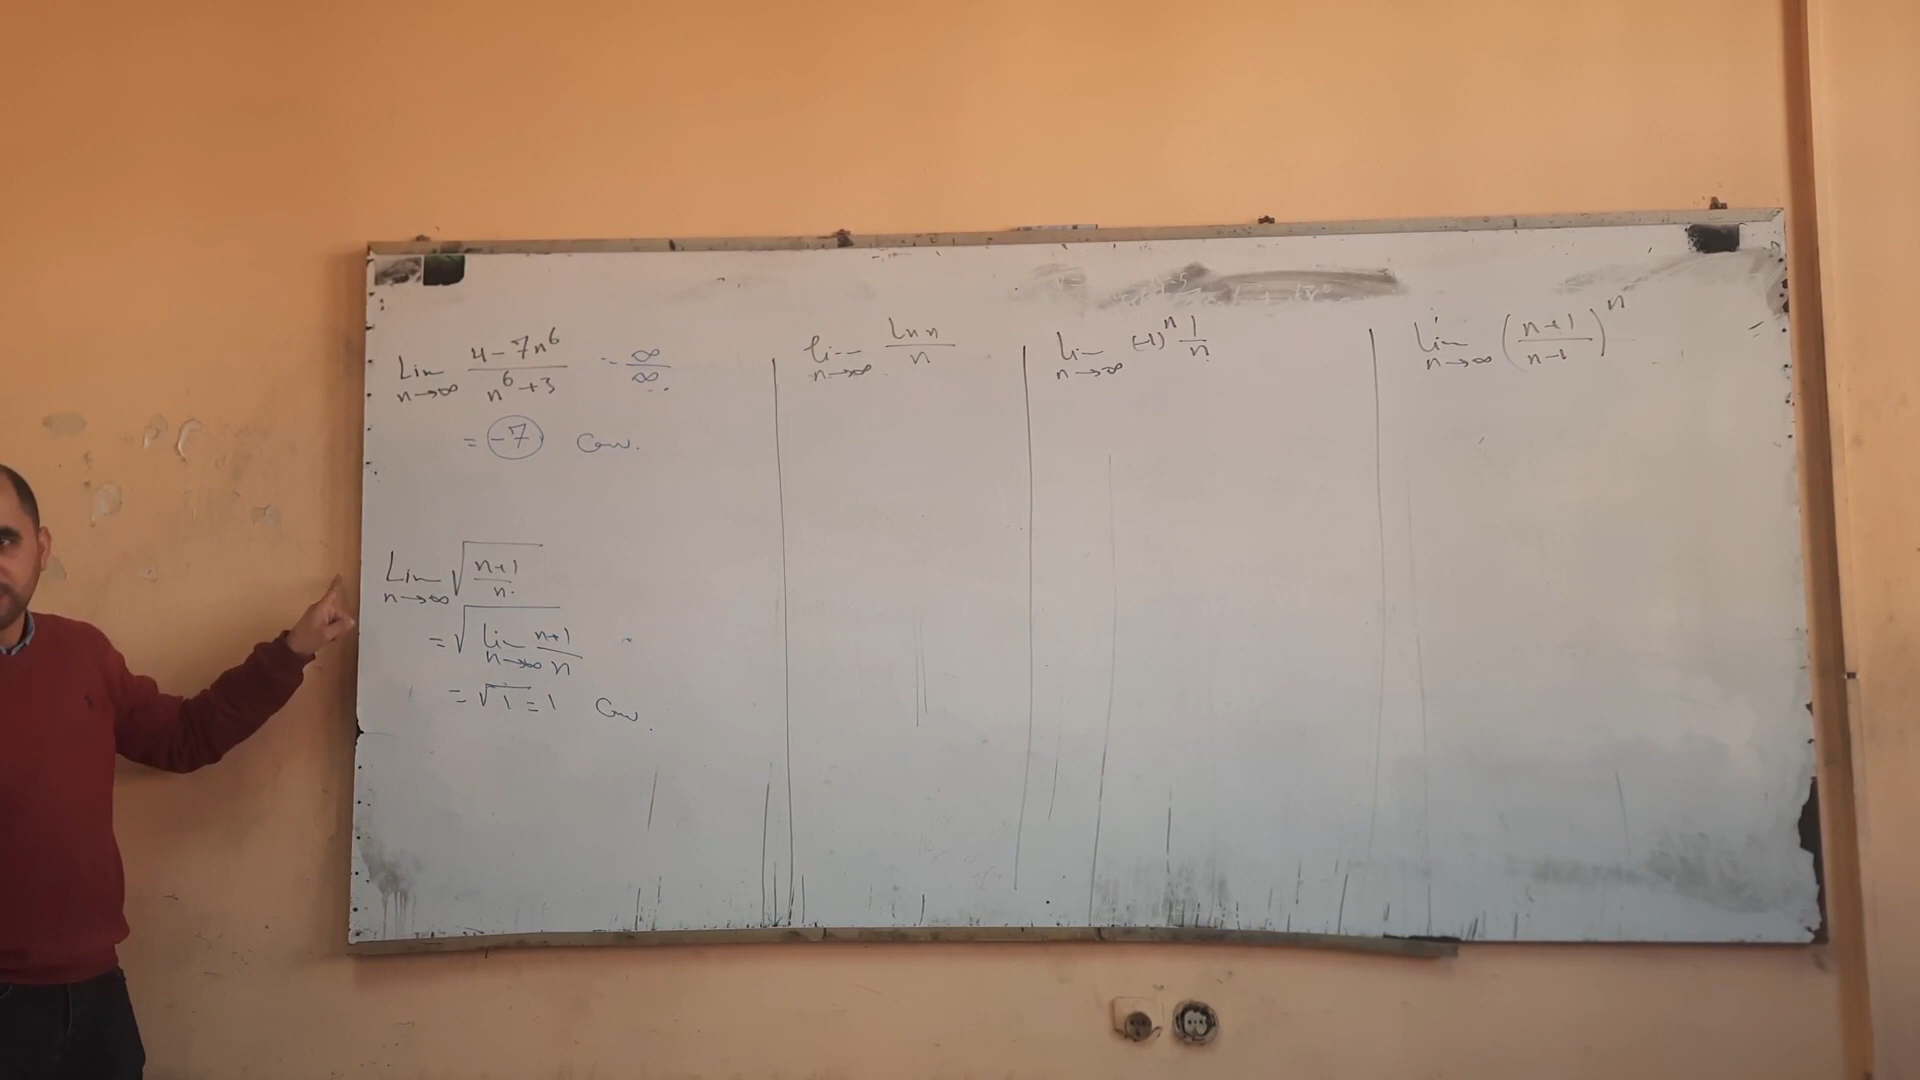 Lim n→∞ (4-7n^6)/(n^6+3) = ∞/∞
= -7 Conv.
Lim n→∞ √((n+1)/n)
= √(lim n→∞ (n+1)/n)
= √1 = 1 Conv.
lim n→∞ (Ln n)/n
Lim n→∞ (-1)^n 1/n
Lim n→∞ ((n+1)/(n-1))^n